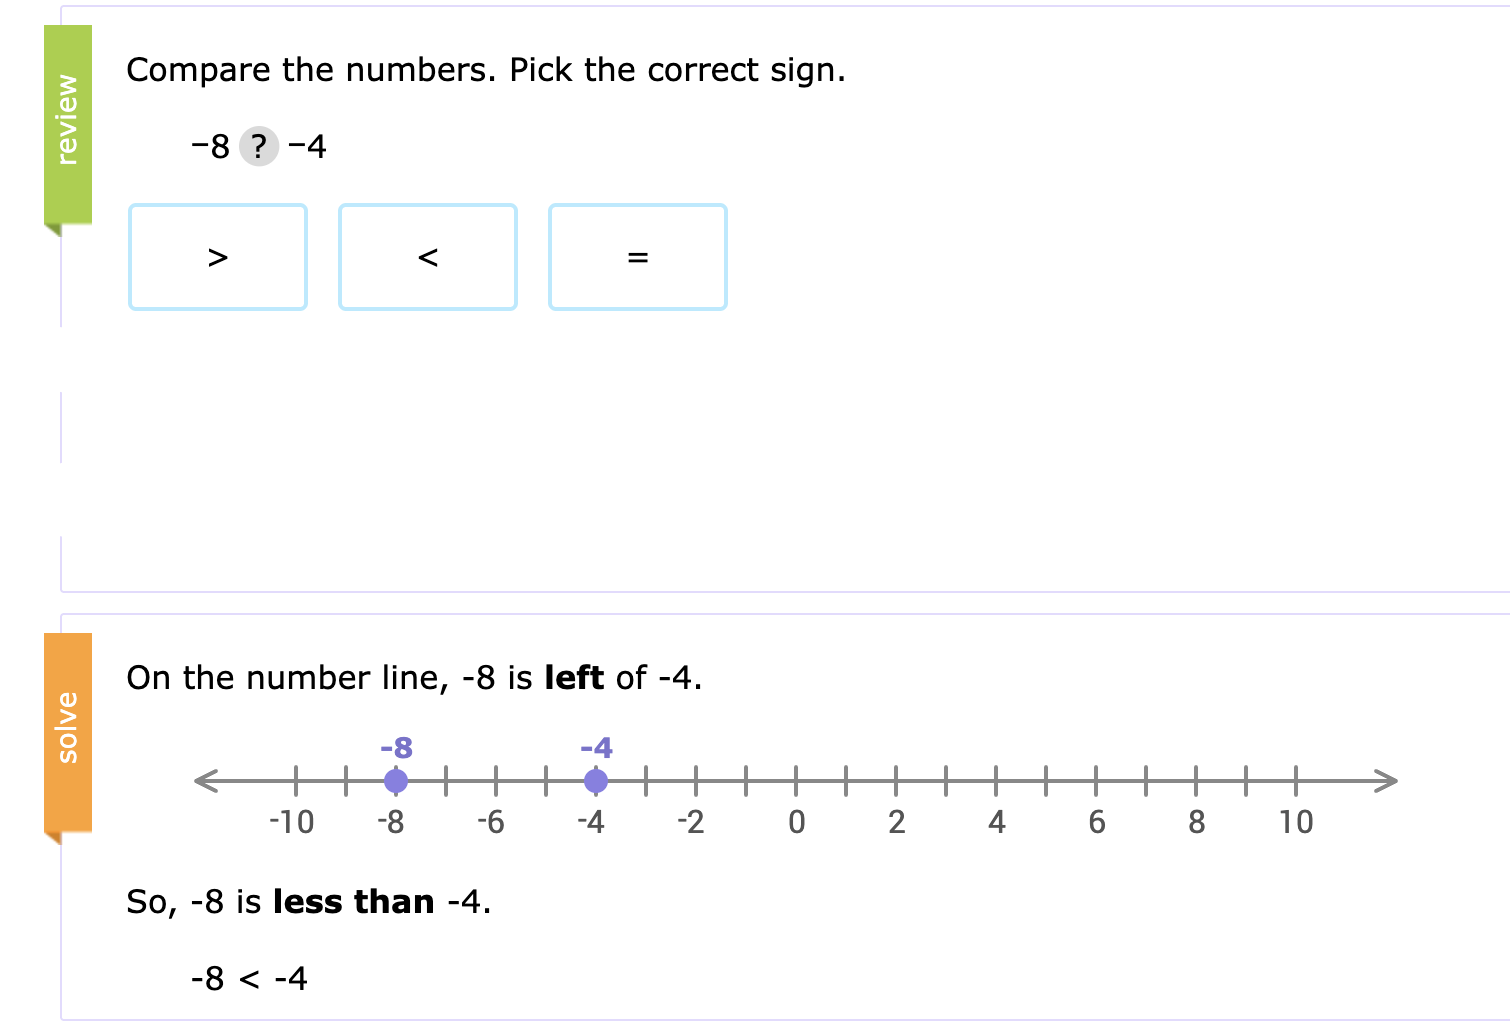 review
Compare the numbers. Pick the correct sign.
−8 ? −4
> < =
solve
On the number line, -8 is left of -4.
-8 -4
-10 -8 -6 -4 -2 0 2 4 6 8 10
So, -8 is less than -4.
-8 < -4